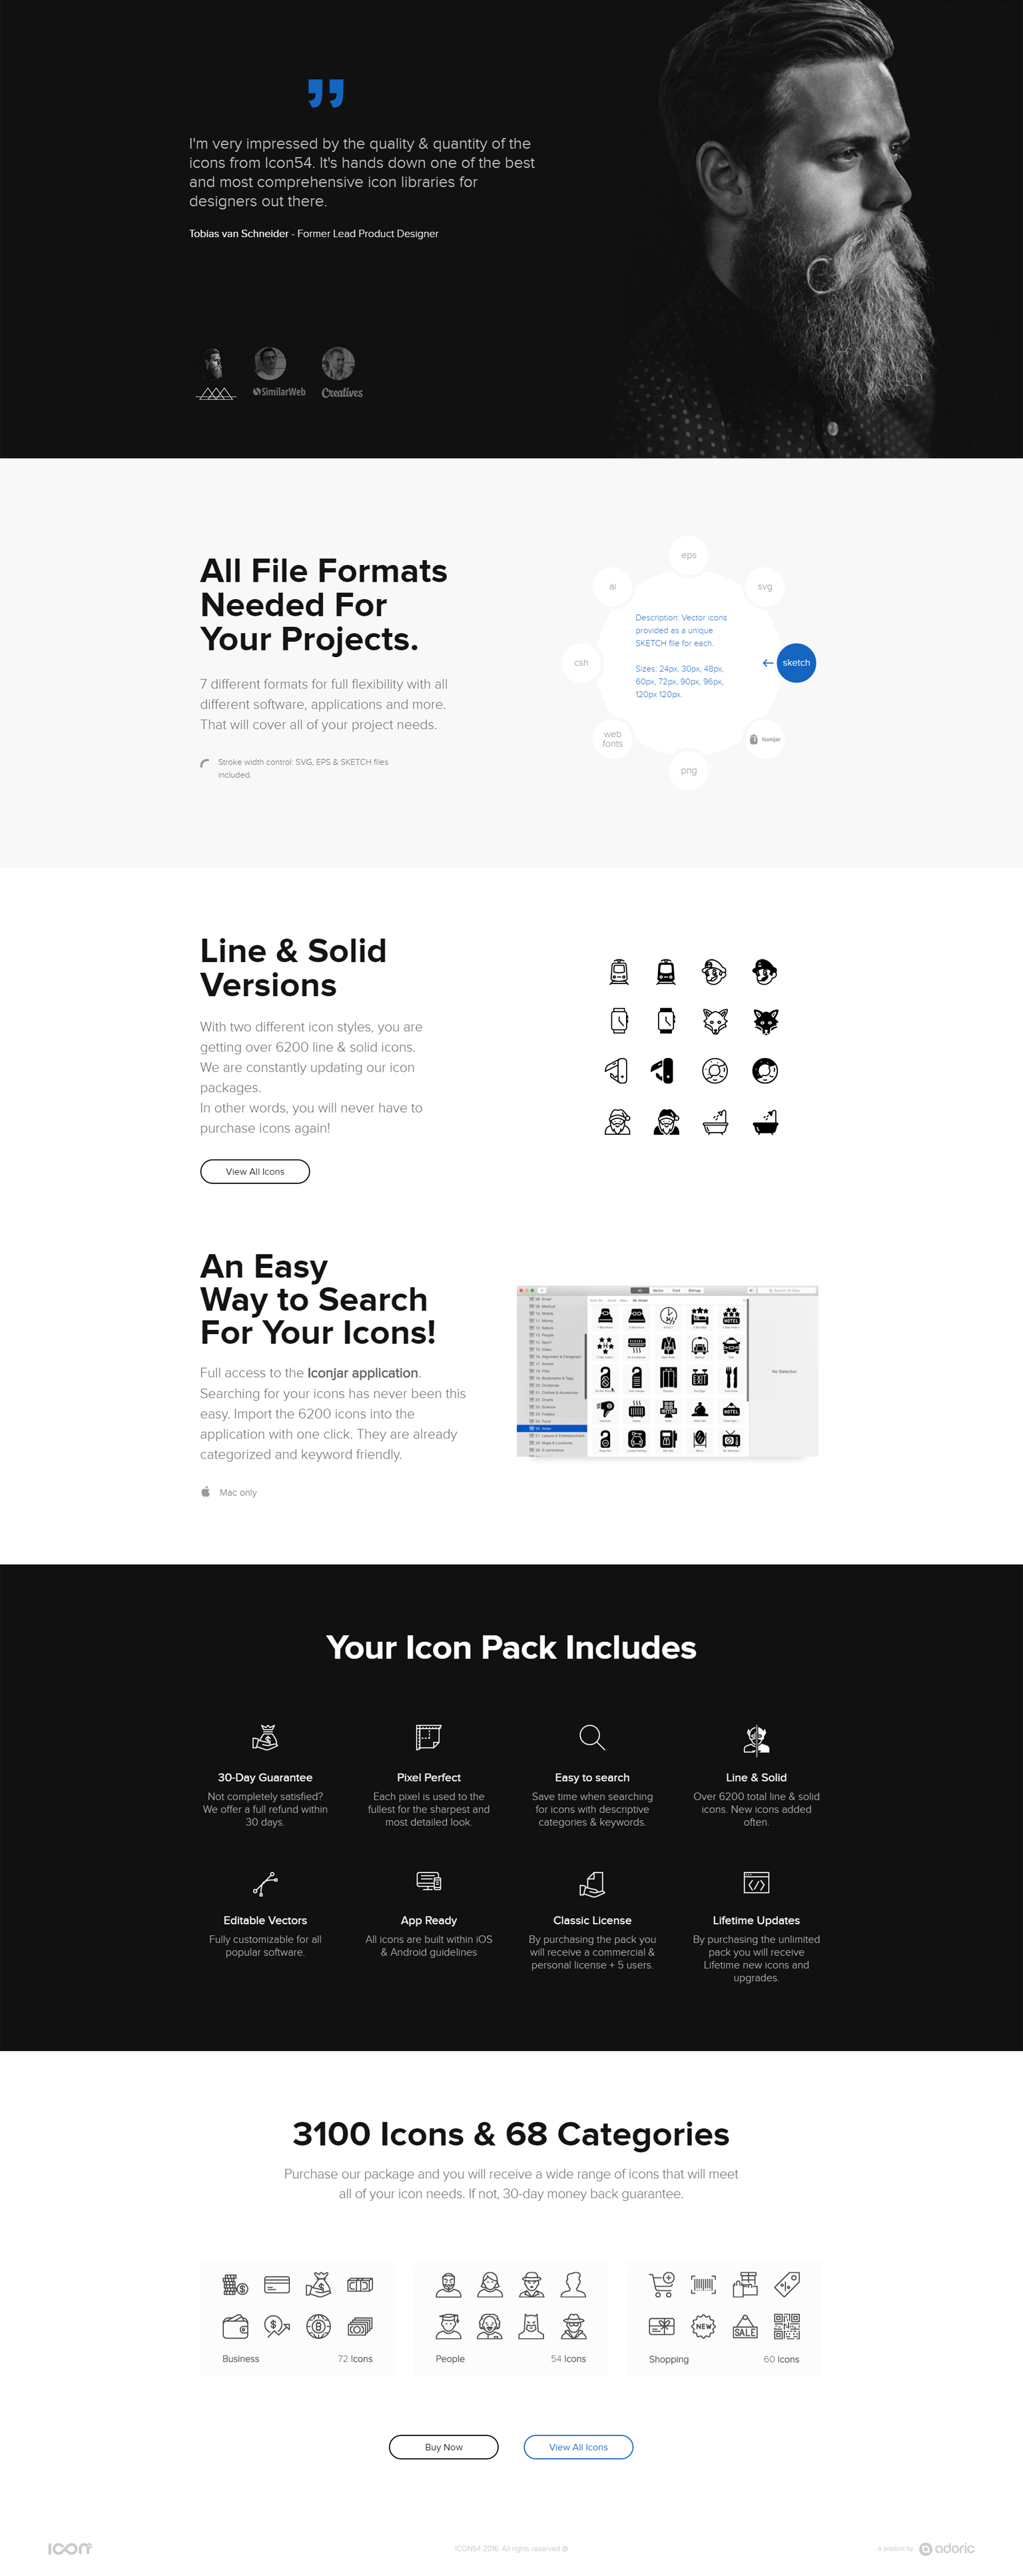 I'm very impressed by the quality & quantity of the
icons from Icon54. It's hands down one of the best
and most comprehensive icon libraries for
designers out there.
Tobias van Schneider - Former Lead Product Designer
SimilarWeb
Creatives
All File Formats
Needed For
Your Projects.
7 different formats for full flexibility with all
different software, applications and more.
That will cover all of your project needs.
Stroke width control: SVG, EPS & SKETCH files
included.
eps
ai
svg
csh
sketch
web
fonts
Iconjar
png
Description: Vector icons
provided as a unique
SKETCH file for each.
Sizes: 24px, 30px, 48px,
60px, 72px, 90px, 96px,
120px 120px.
Line & Solid
Versions
With two different icon styles, you are
getting over 6200 line & solid icons.
We are constantly updating our icon
packages.
In other words, you will never have to
purchase icons again!
View All Icons
An Easy
Way to Search
For Your Icons!
Full access to the Iconjar application.
Searching for your icons has never been this
easy. Import the 6200 icons into the
application with one click. They are already
categorized and keyword friendly.
Mac only
All Vector Font Bitmap
No Selection
HOTEL
EXIT
HOTEL
Your Icon Pack Includes
30-Day Guarantee
Not completely satisfied?
We offer a full refund within
30 days.
Pixel Perfect
Each pixel is used to the
fullest for the sharpest and
most detailed look.
Easy to search
Save time when searching
for icons with descriptive
categories & keywords.
Line & Solid
Over 6200 total line & solid
icons. New icons added
often.
Editable Vectors
Fully customizable for all
popular software.
App Ready
All icons are built within iOS
& Android guidelines
Classic License
By purchasing the pack you
will receive a commercial &
personal license + 5 users.
Lifetime Updates
By purchasing the unlimited
pack you will receive
Lifetime new icons and
upgrades.
3100 Icons & 68 Categories
Purchase our package and you will receive a wide range of icons that will meet
all of your icon needs. If not, 30-day money back guarantee.
Business 72 Icons
People 54 Icons
NEW
SALE
Shopping 60 Icons
Buy Now
View All Icons
ICON54 2016. All rights reserved @
A product by adoric